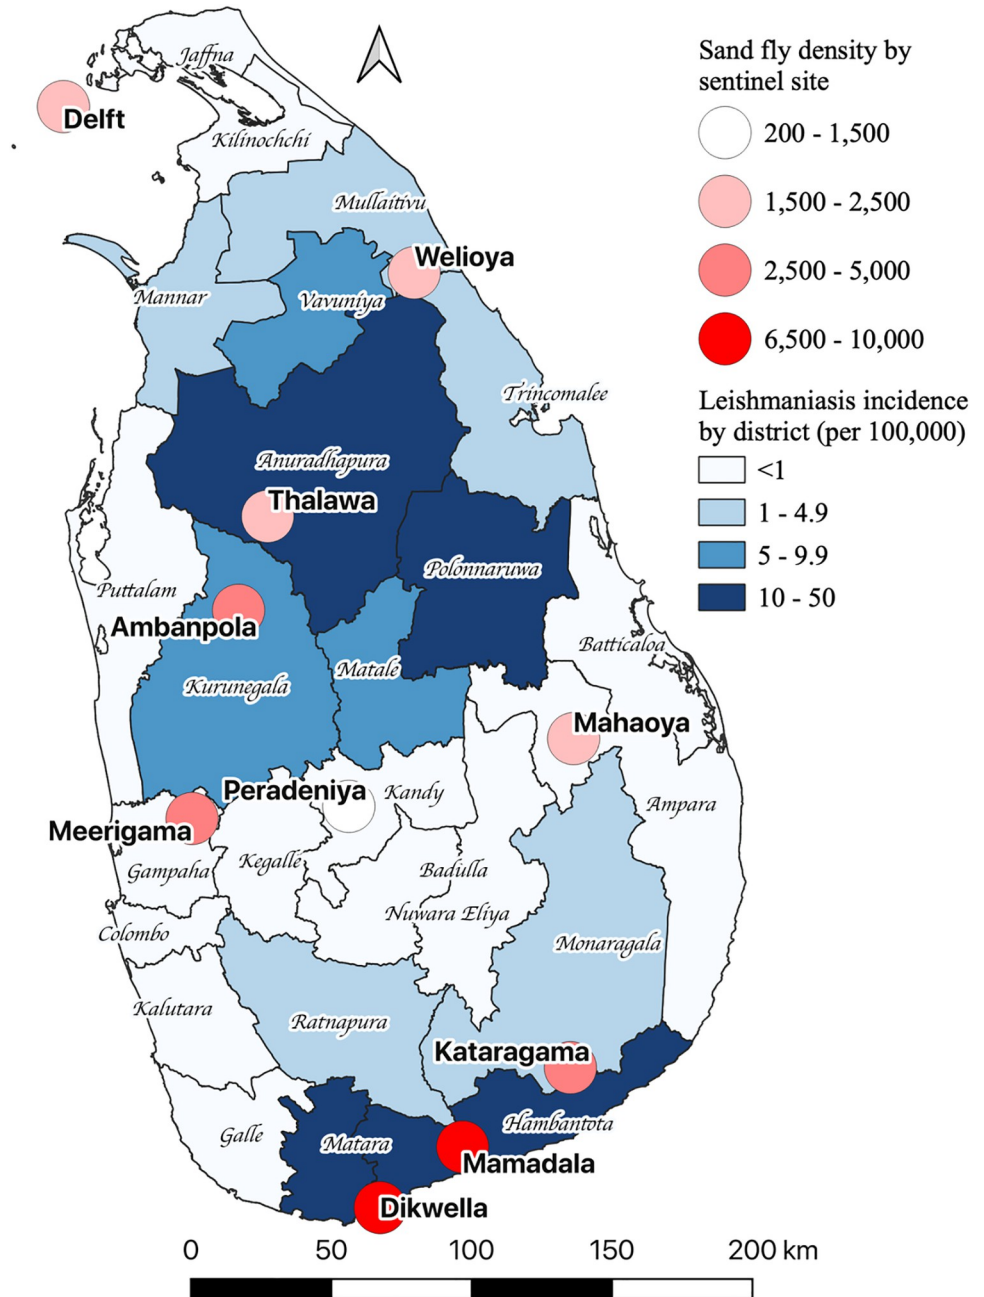 Sand fly density by
sentinel site
200 - 1,500
1,500 - 2,500
2,500 - 5,000
6,500 - 10,000
Leishmaniasis incidence
by district (per 100,000)
<1
1 - 4.9
5 - 9.9
10 - 50
Jaffna
Delft
Kilinochchi
Mullaitivu
Welioya
Mannar
Vavuniya
Trincomalee
Anuradhapura
Thalawa
Polonnaruwa
Puttalam
Ambanpola
Batticaloa
Matale
Kurunegala
Mahaoya
Peradeniya
Kandy
Ampara
Meerigama
Kegalle
Gampaha
Badulla
Nuwara Eliya
Colombo
Monaragala
Kalutara
Ratnapura
Kataragama
Hambantota
Galle
Matara
Mamadala
Dikwella
0 50 100 150 200 km